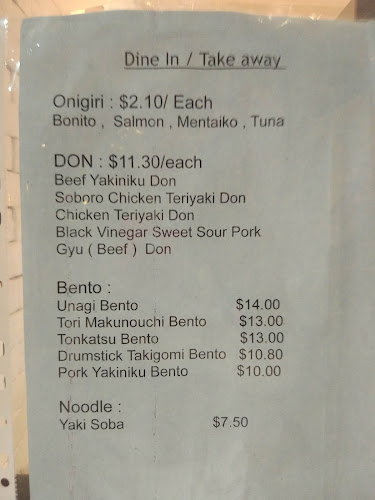 Dine In / Take away
Onigiri : $2.10/ Each
Bonito , Salmon , Mentaiko , Tuna
DON : $11.30/each
Beef Yakiniku Don
Soboro Chicken Teriyaki Don
Chicken Teriyaki Don
Black Vinegar Sweet Sour Pork
Gyu ( Beef ) Don
Bento :
Unagi Bento $14.00
Tori Makunouchi Bento $13.00
Tonkatsu Bento $13.00
Drumstick Takigomi Bento $10.80
Pork Yakiniku Bento $10.00
Noodle :
Yaki Soba $7.50